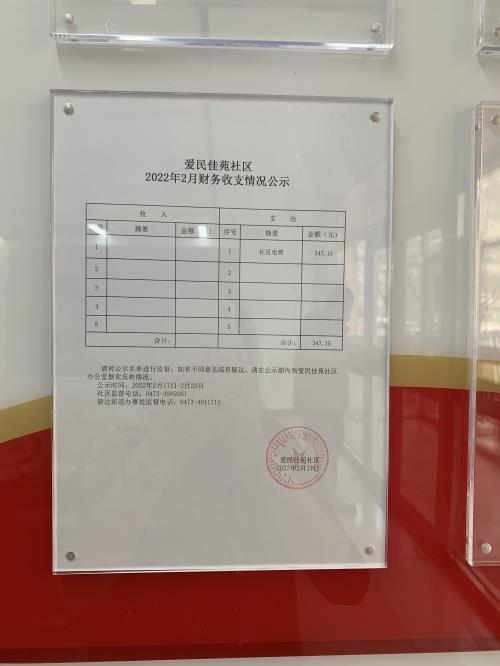 爱民佳苑社区
2022年2月财务收支情况公示
收 入 支 出
摘要 金额（元） 序号 摘要 金额（元）
1 1 社区电费 347.15
2 2
3 3
4 4
5 5
合计： 合计： 347.15
请对公示名单进行监督，如有不同意见或有疑议，请在公示期内到爱民佳苑社区
办公室据实反映情况。
公示时间：2022年2月17日-2月23日
社区监督电话：0473-3989261
新达街道办事处监督电话：0473-4811715
爱民佳苑社区
2022年2月17日